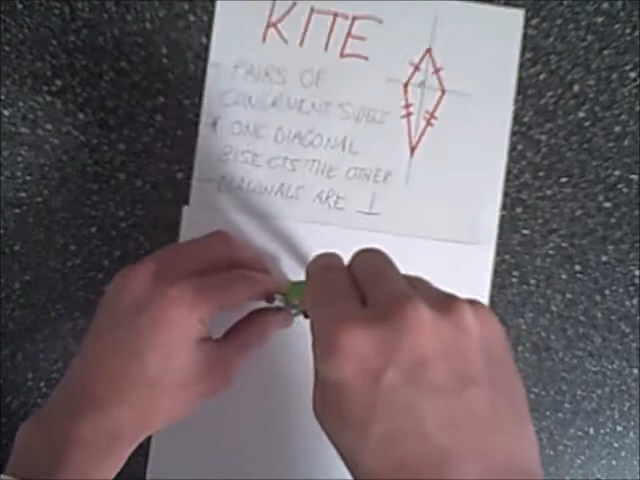 KITE
- PAIRS OF
CONGRUENT SIDES
* ONE DIAGONAL
BISECTS THE OTHER
- DIAGONALS ARE ⊥